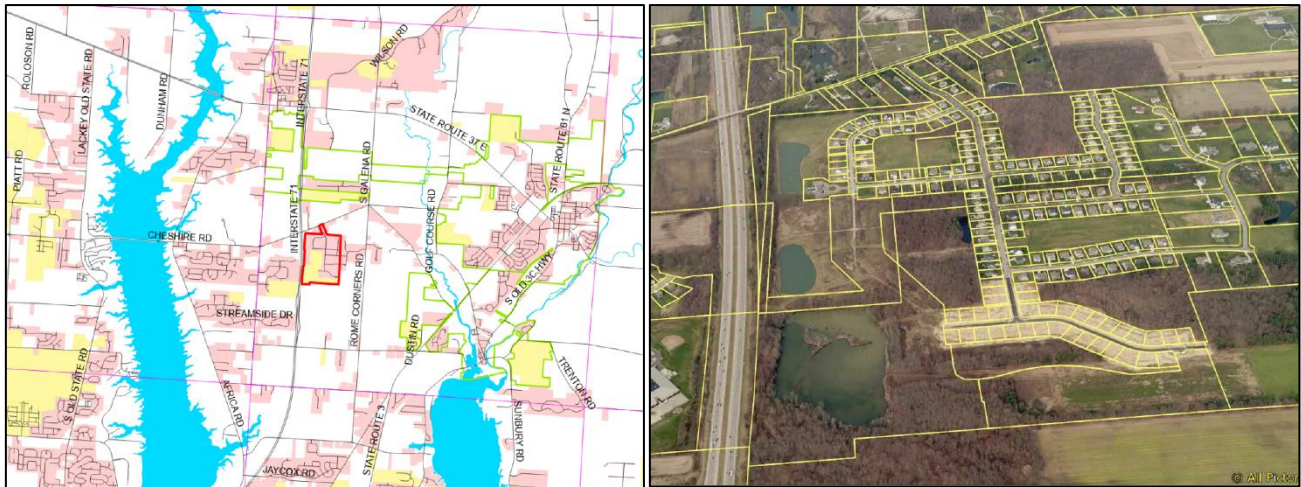 ROLOSON RD
LACKEY OLD STATE RD
DUNHAM RD
INTERSTATE 71
WILSON RD
STATE ROUTE 37 E
STATE ROUTE 61 N
PIATT RD
S GALENA RD
INTERSTATE 71
GOLF COURSE RD
CHESHIRE RD
S OLD 3C HWY
STREAMSIDE DR
ROME CORNERS RD
DUSTIN RD
TRENTON RD
S OLD STATE RD
AFRICA RD
STATE ROUTE 3
SUNBURY RD
JAYCOX RD
© All Pictor